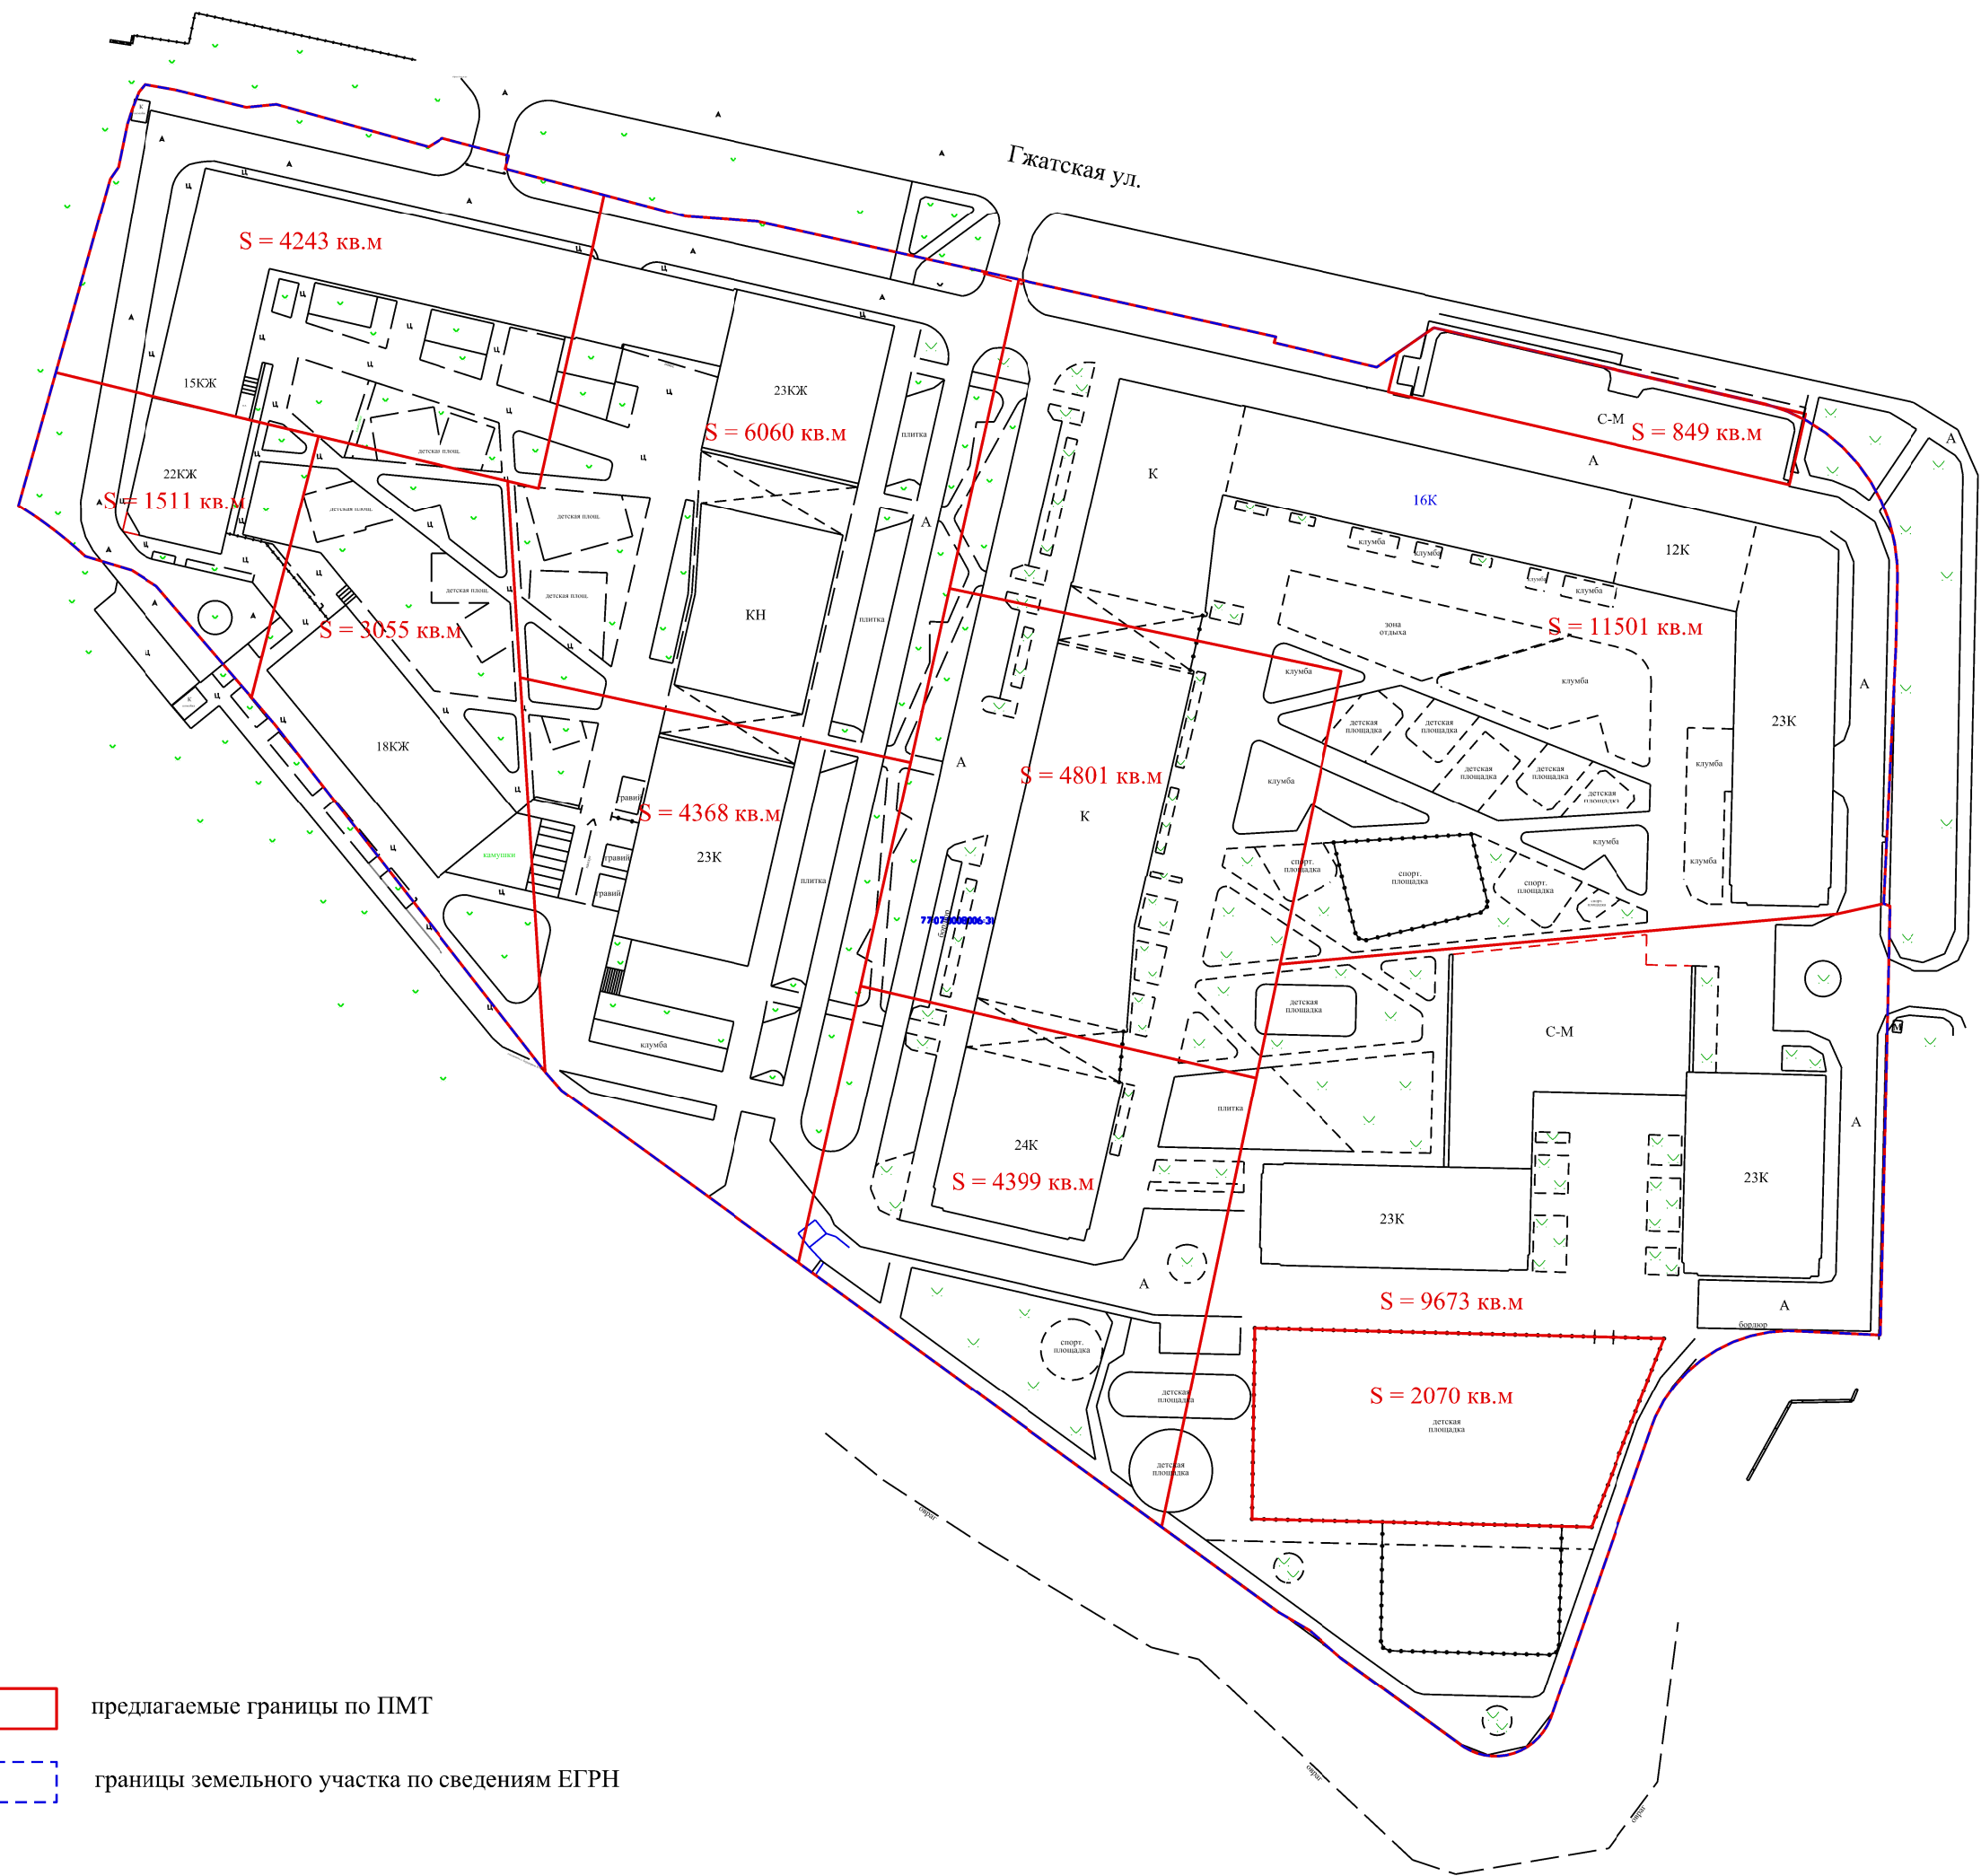 Гжатская ул.
К
S = 4243 кв.м
15КЖ
23КЖ
S = 6060 кв.м
С-М
S = 849 кв.м
плитка
детская площ.
А
А
22КЖ
S = 1511 кв.м
К
16К
12К
детская площ.
А
клумба
клумба
клумба
КН
плитка
детская площ.
детская площ.
S = 3055 кв.м
зона
отдыха
S = 11501 кв.м
клумба
клумба
А
К
18КЖ
23К
детская
площадка
детская
площадка
А
S = 4801 кв.м
клумба
детская
площадка
детская
площадка
клумба
детская
площадка
гравий
S = 4368 кв.м
К
23К
камушки
гравий
гравий
плитка
клумба
клумба
спорт.
площадка
спорт.
площадка
спорт.
площадка
детская
площадка
С-М
М
клумба
плитка
А
24К
S = 4399 кв.м
23К
23К
А
S = 9673 кв.м
А
бордюр
спорт.
площадка
детская
площадка
S = 2070 кв.м
детская
площадка
детская
площадка
овраг
овраг
овраг
предлагаемые границы по ПМТ
границы земельного участка по сведениям ЕГРН